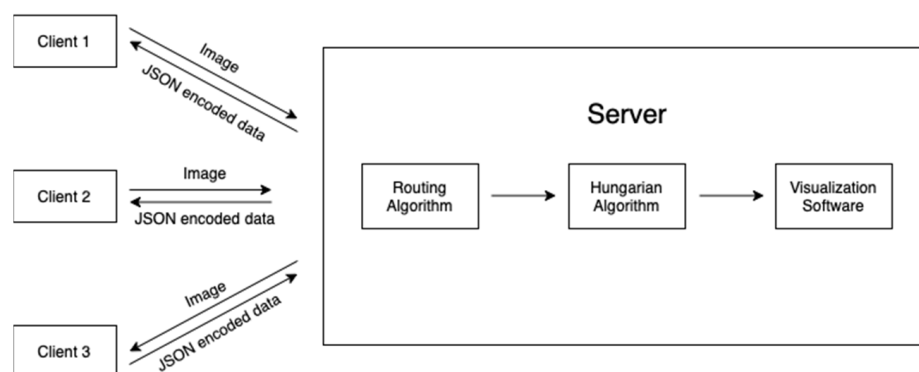 Client 1
Image
JSON encoded data
Server
Client 2
Image
JSON encoded data
Routing
Algorithm
Hungarian
Algorithm
Visualization
Software
Client 3
Image
JSON encoded data